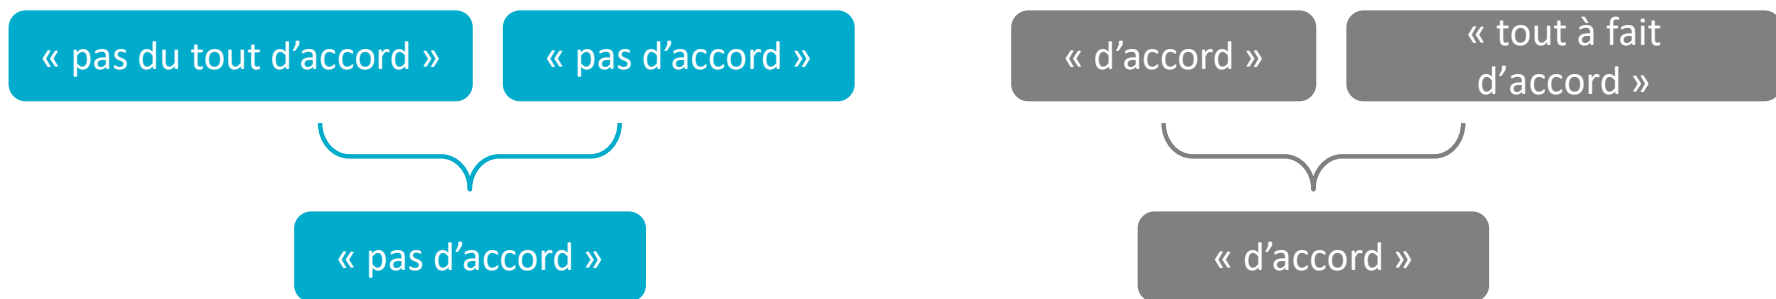 « pas du tout d’accord »
« pas d’accord »
« d’accord »
« tout à fait
d’accord »
« pas d’accord »
« d’accord »